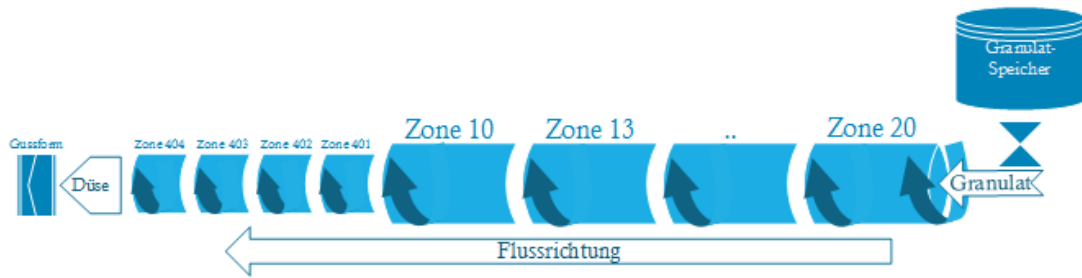 Granulat-
Speicher
Zone 10
Zone 13
..
Zone 20
Gussform
Zone 404
Zone 403
Zone 402
Zone 401
Düse
Granulat
Flussrichtung